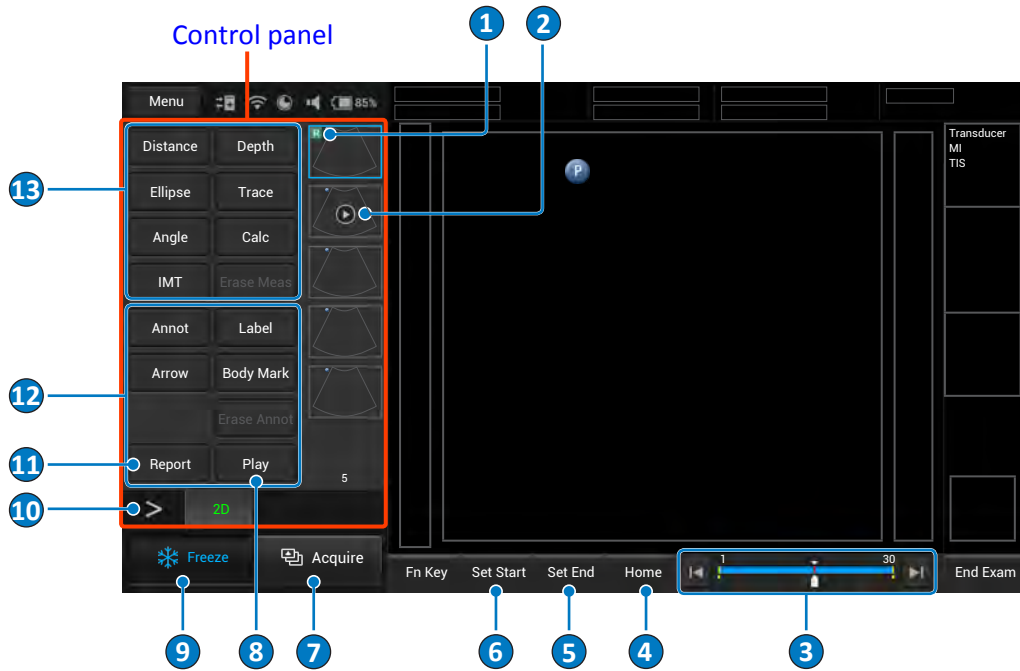 Control panel
1
2
Menu
85%
R
P
Transducer
MI
TIS
Distance
Depth
Ellipse
Trace
13
Angle
Calc
IMT
Erase Meas
Annot
Label
Arrow
Body Mark
12
Erase Annot
11
Report
Play
5
10
>
2D
Freeze
Acquire
Fn Key
Set Start
Set End
Home
1
30
End Exam
9
8
7
6
5
4
3